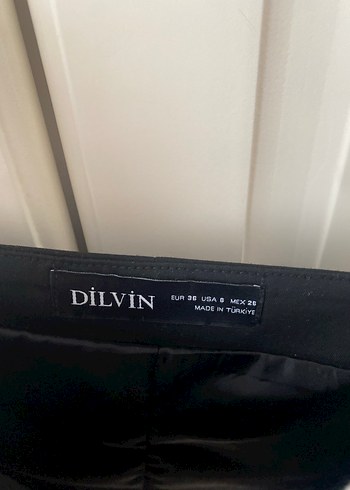 DİLVİN
EUR 38 USA 8 MEX 28
MADE IN TÜRKİYE